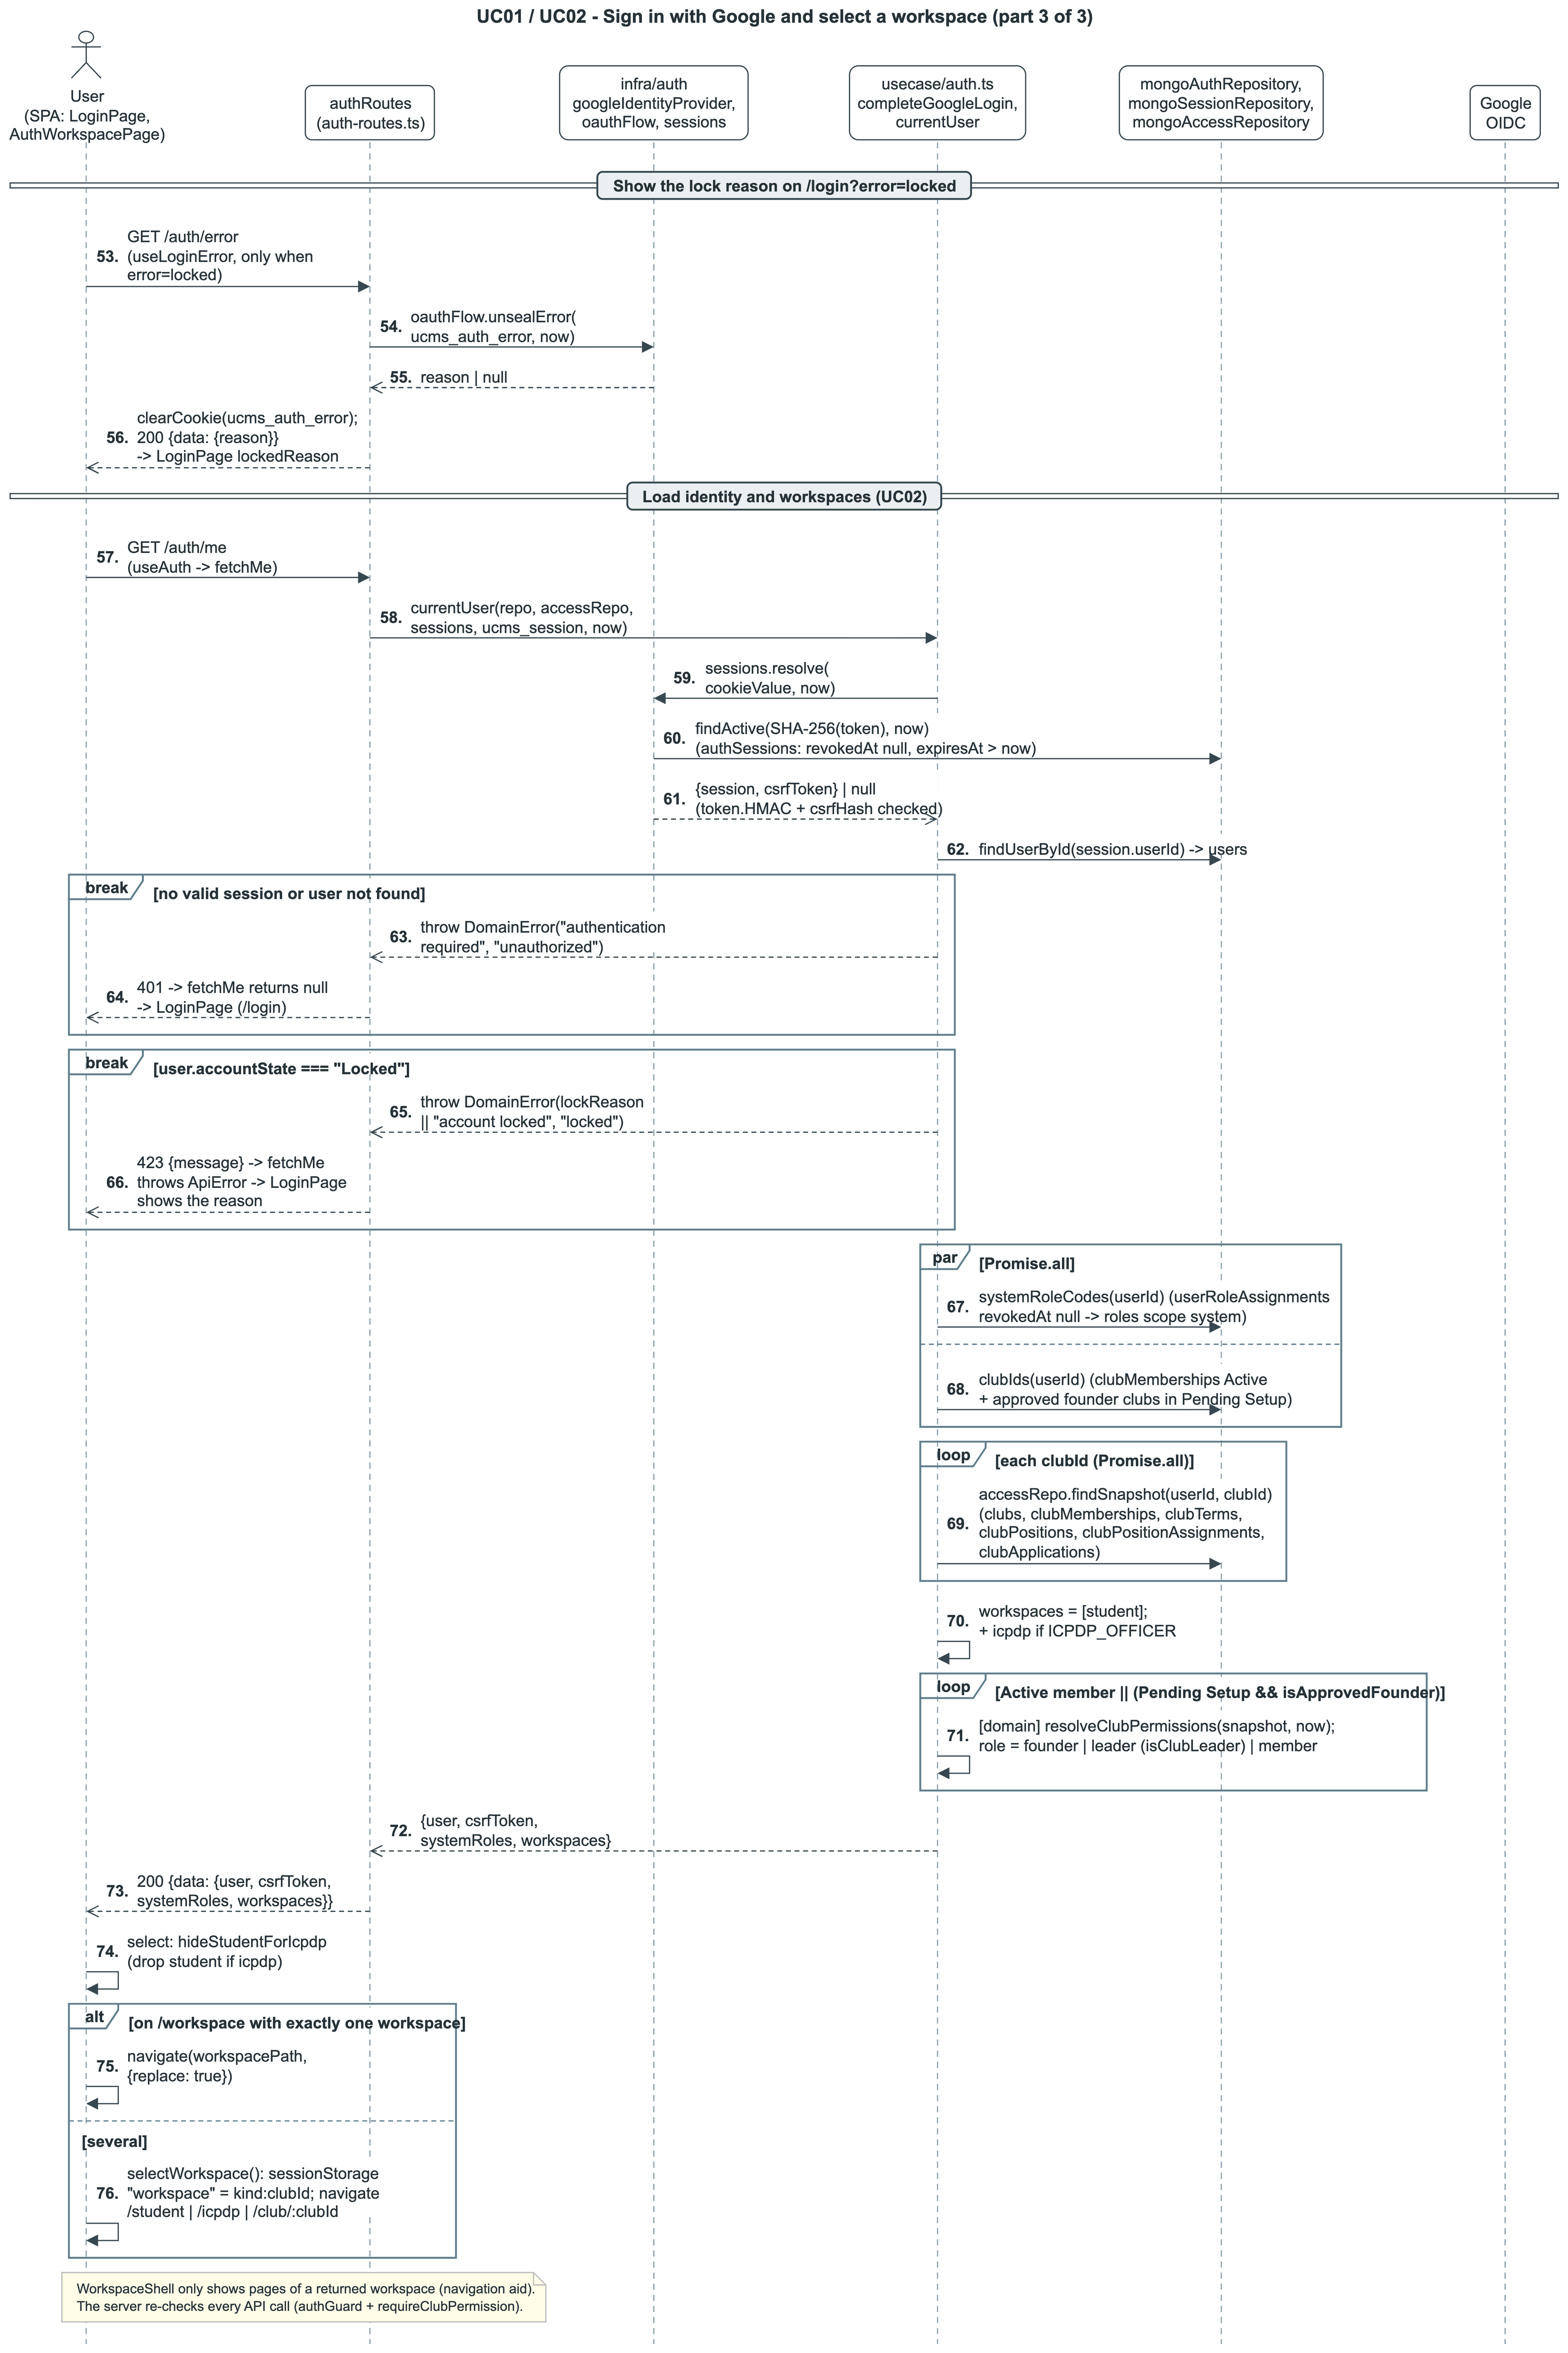 UC01 / UC02 - Sign in with Google and select a workspace (part 3 of 3)
User
(SPA: LoginPage,
AuthWorkspacePage)
authRoutes
(auth-routes.ts)
infra/auth
googleIdentityProvider,
oauthFlow, sessions
usecase/auth.ts
completeGoogleLogin,
currentUser
mongoAuthRepository,
mongoSessionRepository,
mongoAccessRepository
Google
OIDC
Show the lock reason on /login?error=locked
53. GET /auth/error
(useLoginError, only when
error=locked)
54. oauthFlow.unsealError(
ucms_auth_error, now)
55. reason | null
56. clearCookie(ucms_auth_error);
200 {data: {reason}}
-> LoginPage lockedReason
Load identity and workspaces (UC02)
57. GET /auth/me
(useAuth -> fetchMe)
58. currentUser(repo, accessRepo,
sessions, ucms_session, now)
59. sessions.resolve(
cookieValue, now)
60. findActive(SHA-256(token), now)
(authSessions: revokedAt null, expiresAt > now)
61. {session, csrfToken} | null
(token.HMAC + csrfHash checked)
62. findUserById(session.userId) -> users
break [no valid session or user not found]
63. throw DomainError("authentication
required", "unauthorized")
64. 401 -> fetchMe returns null
-> LoginPage (/login)
break [user.accountState === "Locked"]
65. throw DomainError(lockReason
|| "account locked", "locked")
66. 423 {message} -> fetchMe
throws ApiError -> LoginPage
shows the reason
par [Promise.all]
67. systemRoleCodes(userId) (userRoleAssignments
revokedAt null -> roles scope system)
68. clubIds(userId) (clubMemberships Active
+ approved founder clubs in Pending Setup)
loop [each clubId (Promise.all)]
69. accessRepo.findSnapshot(userId, clubId)
(clubs, clubMemberships, clubTerms,
clubPositions, clubPositionAssignments,
clubApplications)
70. workspaces = [student];
+ icpdp if ICPDP_OFFICER
loop [Active member || (Pending Setup && isApprovedFounder)]
71. [domain] resolveClubPermissions(snapshot, now);
role = founder | leader (isClubLeader) | member
72. {user, csrfToken,
systemRoles, workspaces}
73. 200 {data: {user, csrfToken,
systemRoles, workspaces}}
74. select: hideStudentForIcpdp
(drop student if icpdp)
alt [on /workspace with exactly one workspace]
75. navigate(workspacePath,
{replace: true})
[several]
76. selectWorkspace(): sessionStorage
"workspace" = kind:clubId; navigate
/student | /icpdp | /club/:clubId
WorkspaceShell only shows pages of a returned workspace (navigation aid).
The server re-checks every API call (authGuard + requireClubPermission).